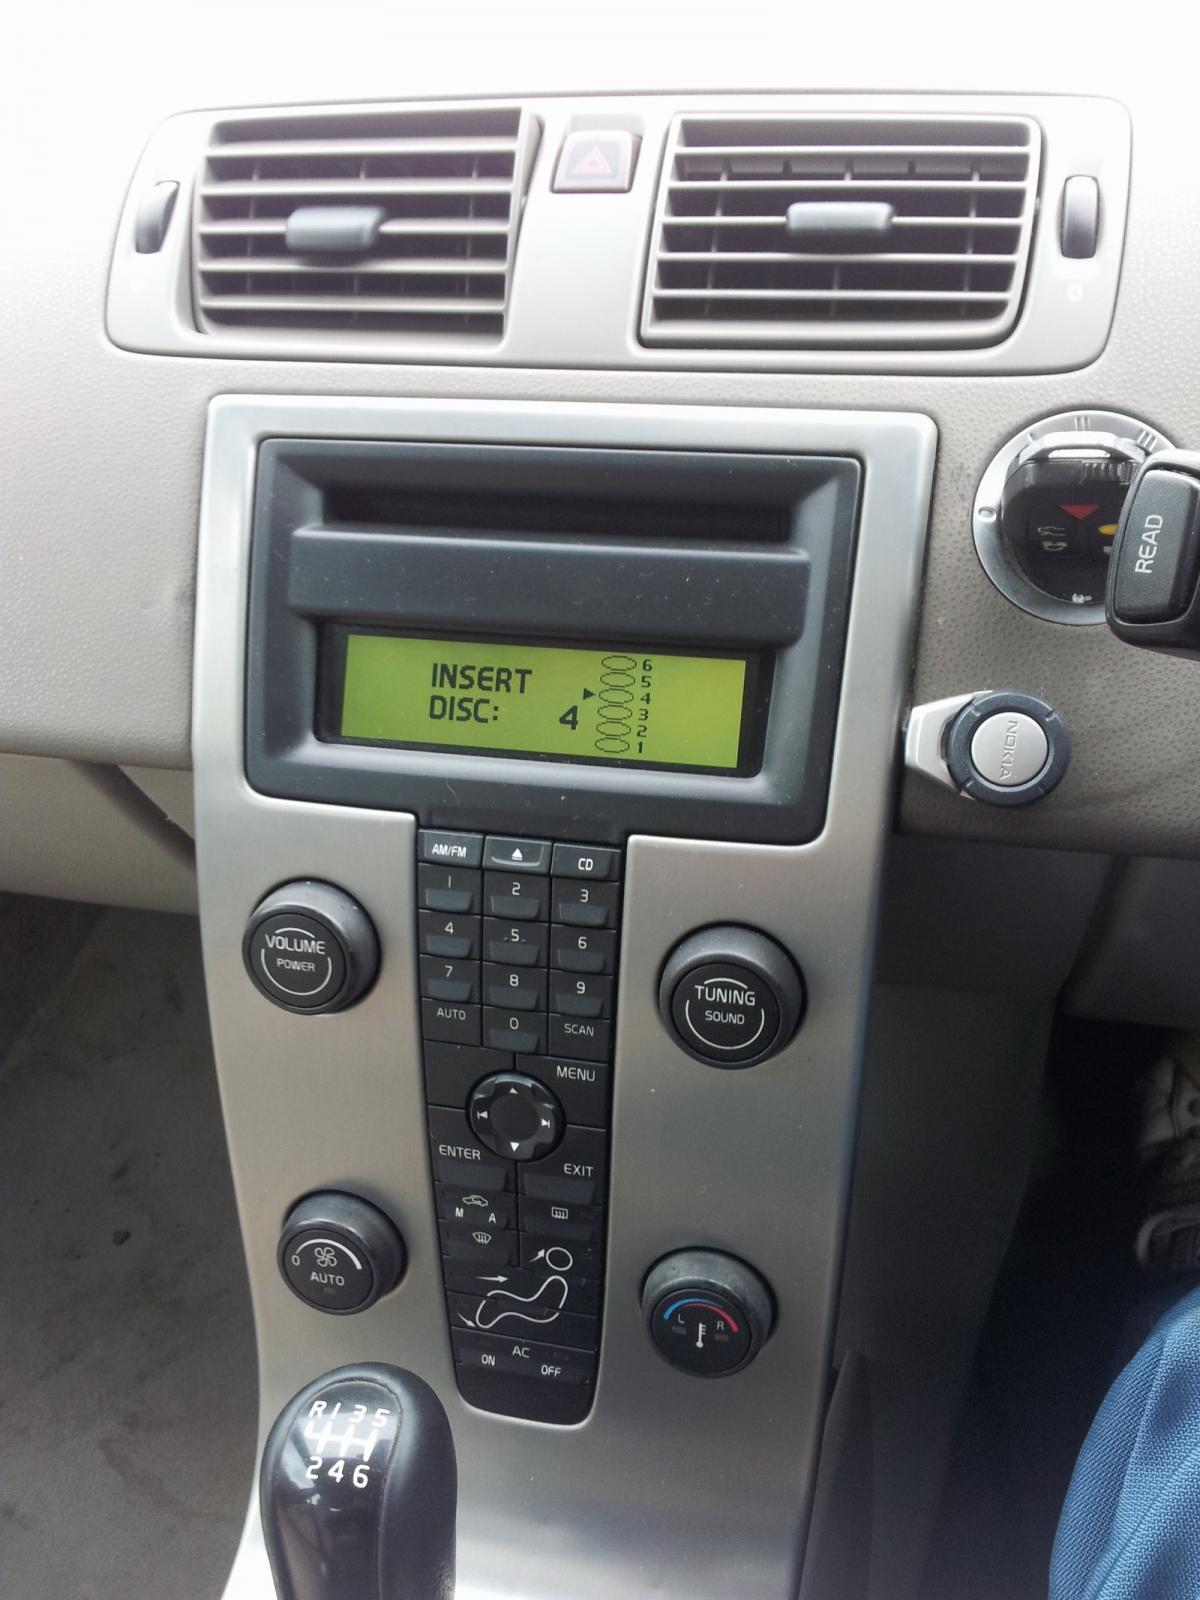 0
READ
INSERT
DISC: 4
6
5
4
3
2
1
NOKIA
AM/FM CD
1 2 3
4 5 6
7 8 9
AUTO 0 SCAN
VOLUME
POWER
TUNING
SOUND
MENU
ENTER
EXIT
M A
0
AUTO
L R
AC
ON OFF
R 1 3 5
2 4 6